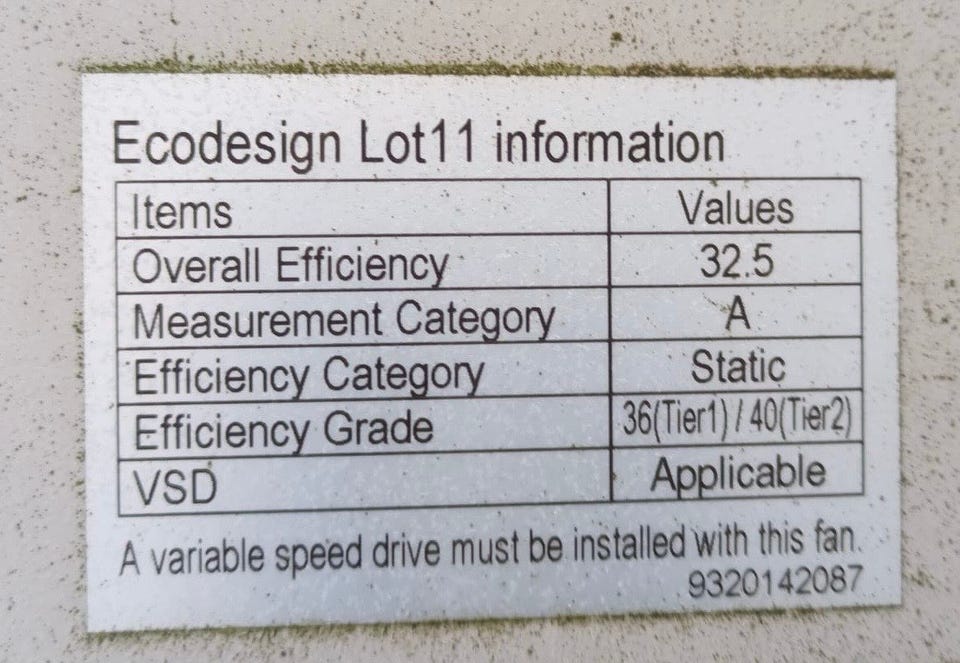 Ecodesign Lot11 information
Items Values
Overall Efficiency 32.5
Measurement Category A
Efficiency Category Static
Efficiency Grade 36(Tier1) / 40(Tier2)
VSD Applicable
A variable speed drive must be installed with this fan.
9320142087